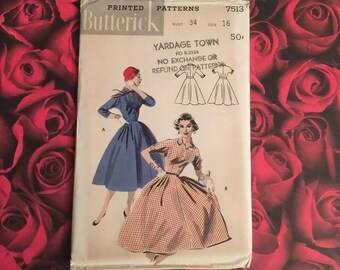 PRINTED PATTERNS
Butterick
BUST 34 SIZE 16
7513
50¢
YARDAGE TOWN
NO EXCHANGE OR
REFUND ON PATTERNS
A
B